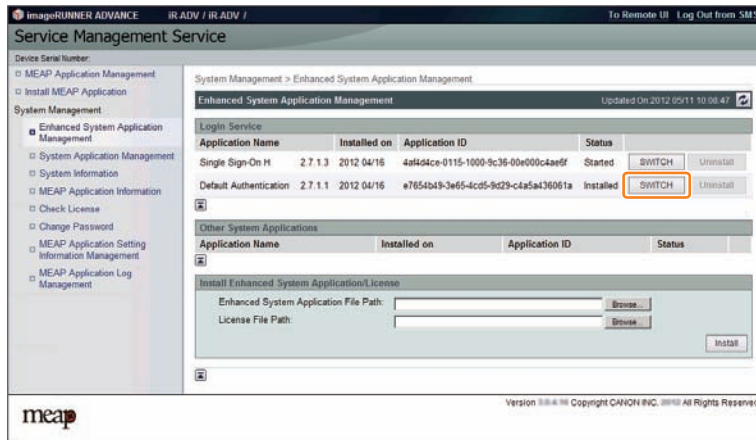 imageRUNNER ADVANCE iR-ADV / iR-ADV / To Remote UI Log Out from SMS
Service Management Service
Device Serial Number:
MEAP Application Management
Install MEAP Application
System Management
Enhanced System Application
Management
System Application Management
System Information
MEAP Application Information
Check License
Change Password
MEAP Application Setting
Information Management
MEAP Application Log
Management
System Management > Enhanced System Application Management
Enhanced System Application Management Updated On:2012 05/11 10:08:47
Login Service
Application Name Installed on Application ID Status
Single Sign-On H 2.7.1.3 2012 04/16 4af4d4ce-0115-1000-9c36-00e000c4ae6f Started SWITCH Uninstall
Default Authentication 2.7.1.1 2012 04/16 e7654b49-3e65-4cd5-9d29-c4a5a436061a Installed SWITCH Uninstall
Other System Applications
Application Name Installed on Application ID Status
Install Enhanced System Application/License
Enhanced System Application File Path: Browse...
License File Path: Browse...
Install
meap
Version Copyright CANON INC. All Rights Reserved